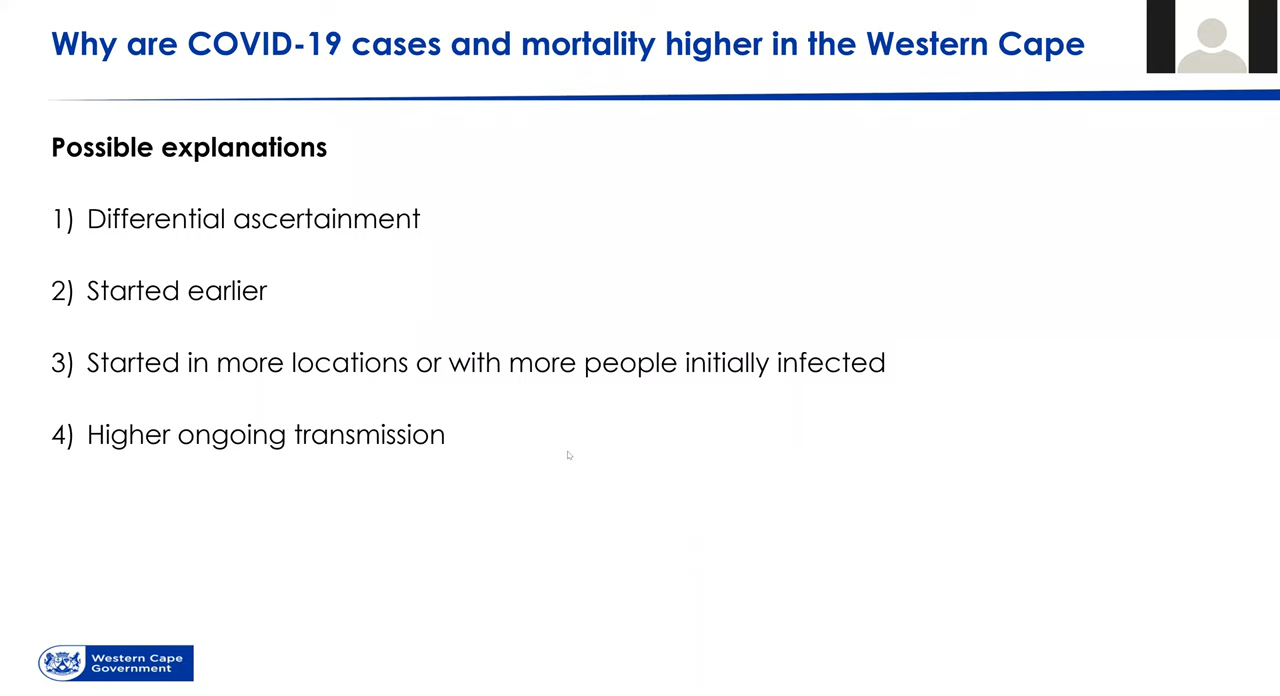 Why are COVID-19 cases and mortality higher in the Western Cape
Possible explanations
1) Differential ascertainment
2) Started earlier
3) Started in more locations or with more people initially infected
4) Higher ongoing transmission
Western Cape
Government